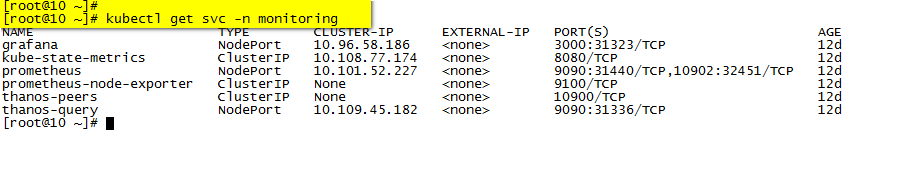 [root@10 ~]#
[root@10 ~]# kubectl get svc -n monitoring
NAME TYPE CLUSTER-IP EXTERNAL-IP PORT(S) AGE
grafana NodePort 10.96.58.186 <none> 3000:31323/TCP 12d
kube-state-metrics ClusterIP 10.108.77.174 <none> 8080/TCP 12d
prometheus NodePort 10.101.52.227 <none> 9090:31440/TCP,10902:32451/TCP 12d
prometheus-node-exporter ClusterIP None <none> 9100/TCP 12d
thanos-peers ClusterIP None <none> 10900/TCP 12d
thanos-query NodePort 10.109.45.182 <none> 9090:31336/TCP 12d
[root@10 ~]#